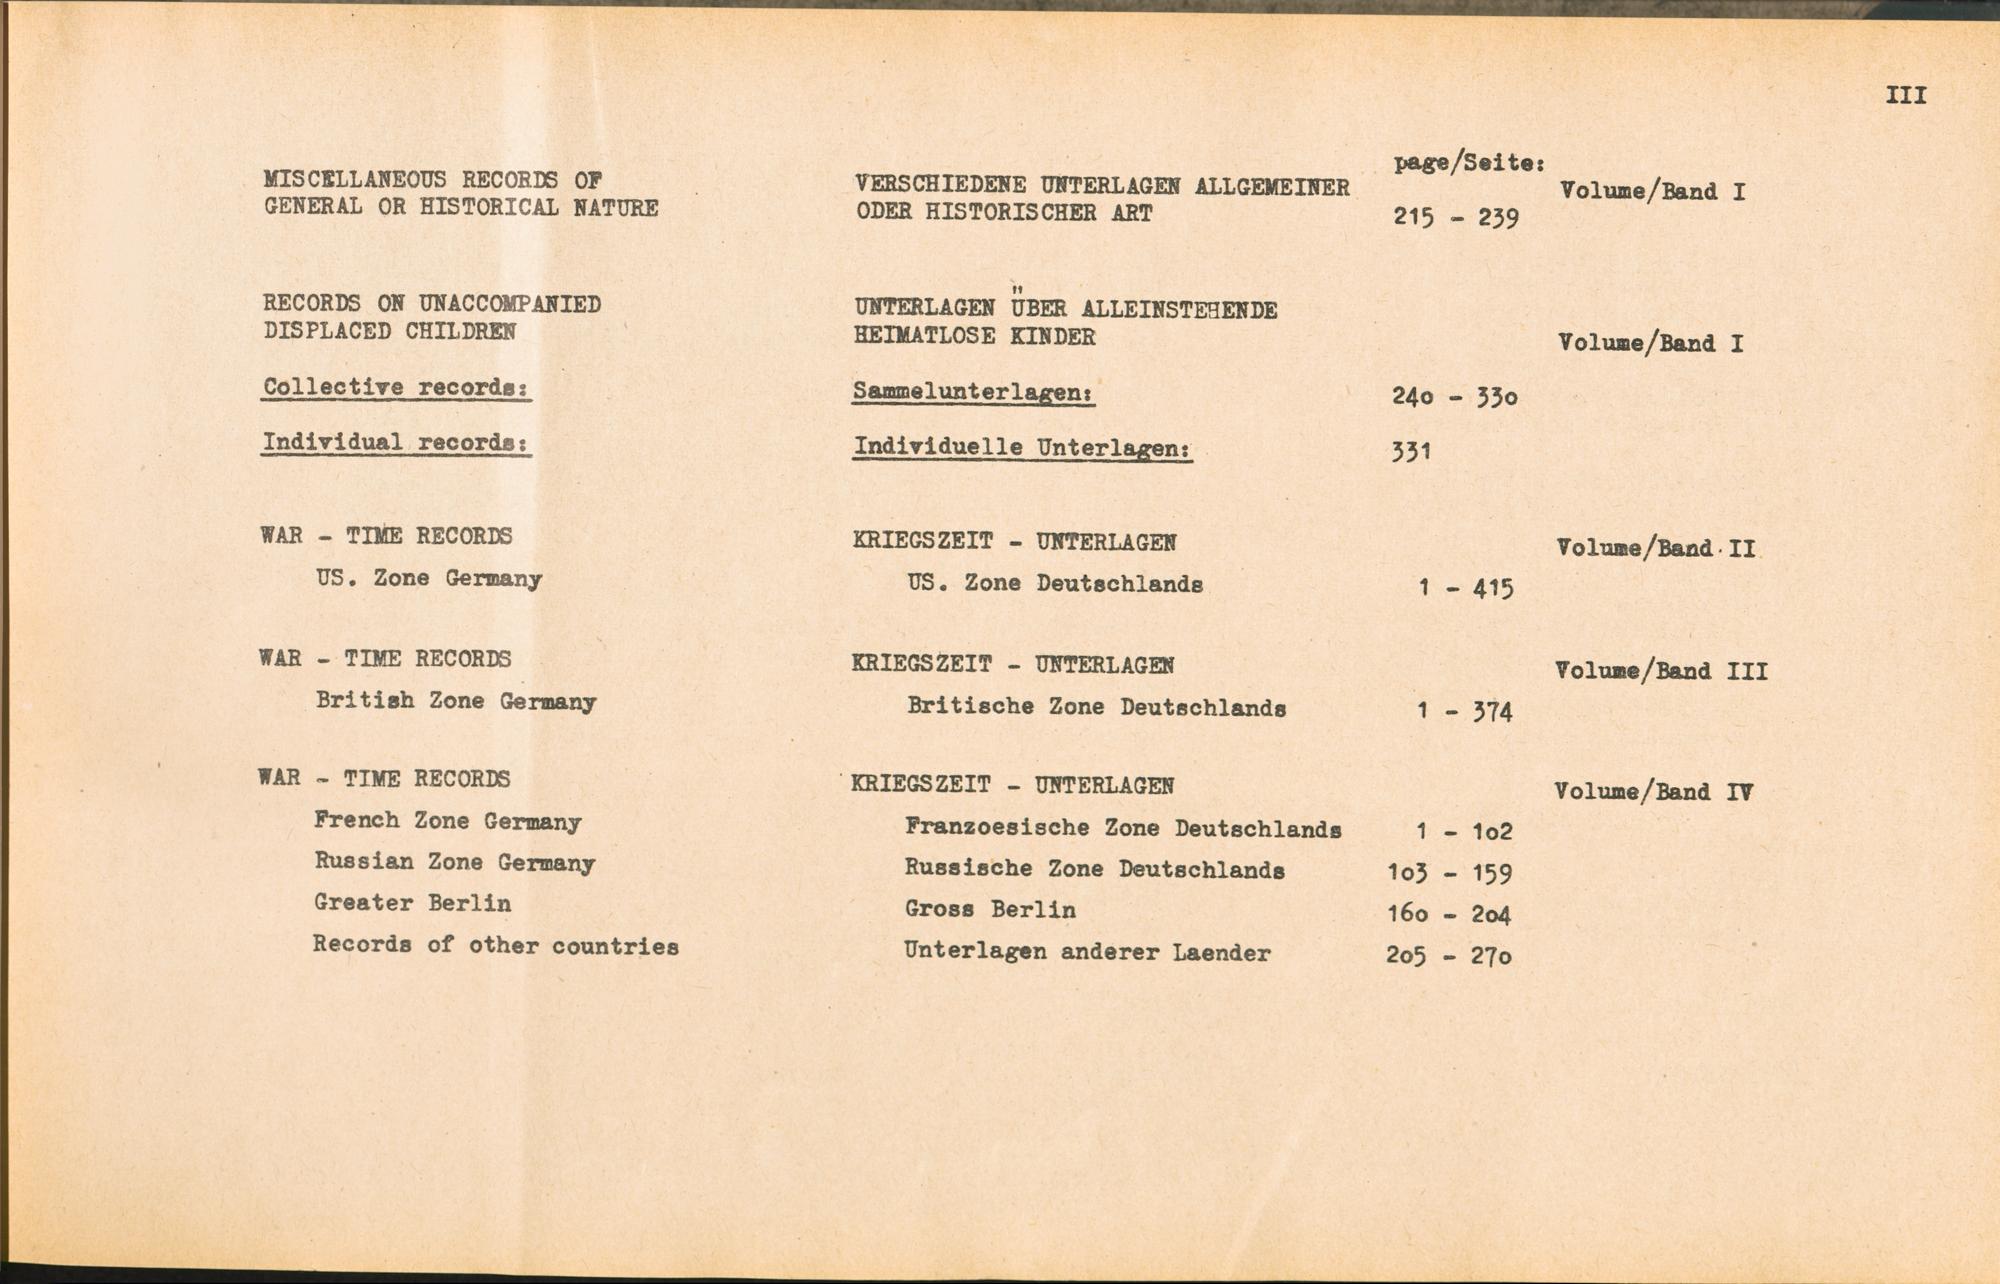 III
page/Seite:
MISCELLANEOUS RECORDS OF VERSCHIEDENE UNTERLAGEN ALLGEMEINER Volume/Band I
GENERAL OR HISTORICAL NATURE ODER HISTORISCHER ART 215 - 239
RECORDS ON UNACCOMPANIED UNTERLAGEN ÜBER ALLEINSTEHENDE
DISPLACED CHILDREN HEIMATLOSE KINDER Volume/Band I
Collective records: Sammelunterlagen: 24o - 33o
Individual records: Individuelle Unterlagen: 331
WAR - TIME RECORDS KRIEGSZEIT - UNTERLAGEN Volume/Band II
US. Zone Germany US. Zone Deutschlands 1 - 415
WAR - TIME RECORDS KRIEGSZEIT - UNTERLAGEN Volume/Band III
British Zone Germany Britische Zone Deutschlands 1 - 374
WAR - TIME RECORDS KRIEGSZEIT - UNTERLAGEN Volume/Band IV
French Zone Germany Franzoesische Zone Deutschlands 1 - 1o2
Russian Zone Germany Russische Zone Deutschlands 1o3 - 159
Greater Berlin Gross Berlin 16o - 2o4
Records of other countries Unterlagen anderer Laender 2o5 - 27o